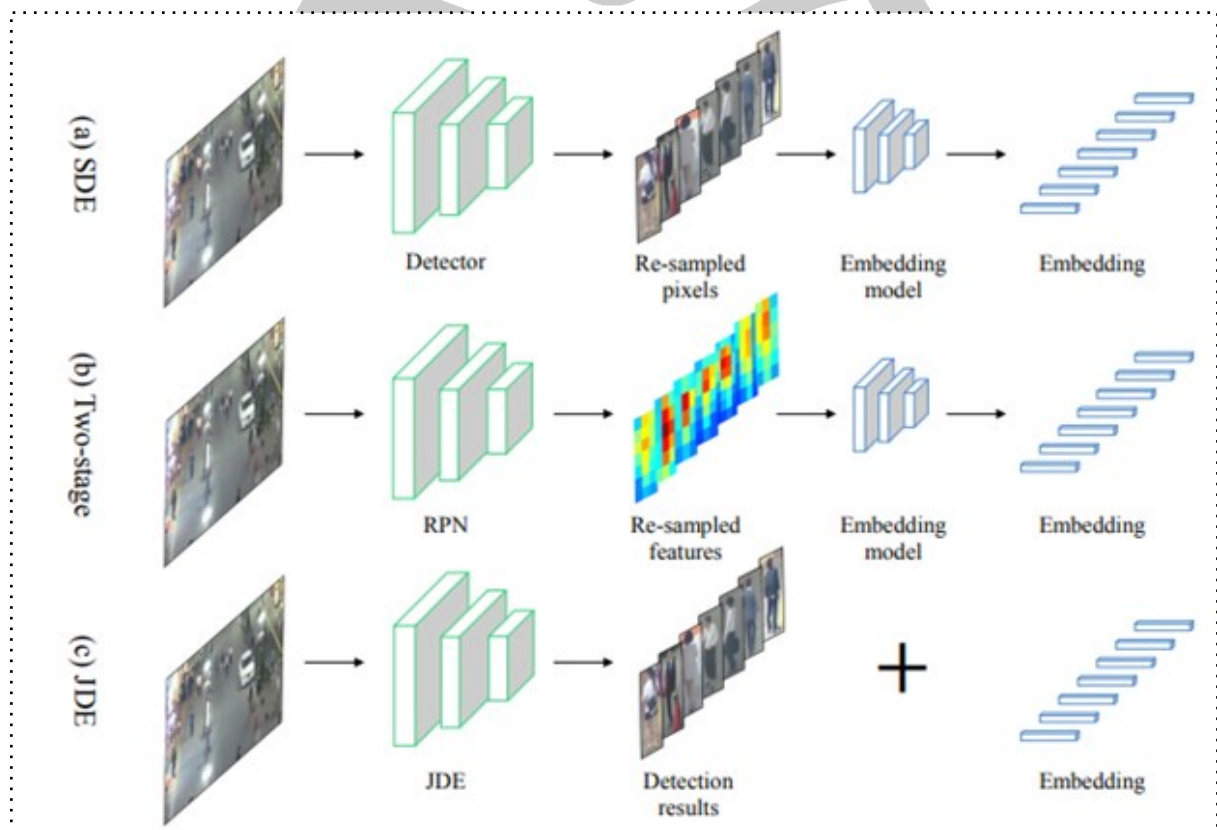 (a) SDE
Detector
Re-sampled
pixels
Embedding
model
Embedding
(b) Two-stage
RPN
Re-sampled
features
Embedding
model
Embedding
(c) JDE
JDE
+
Detection
results
Embedding